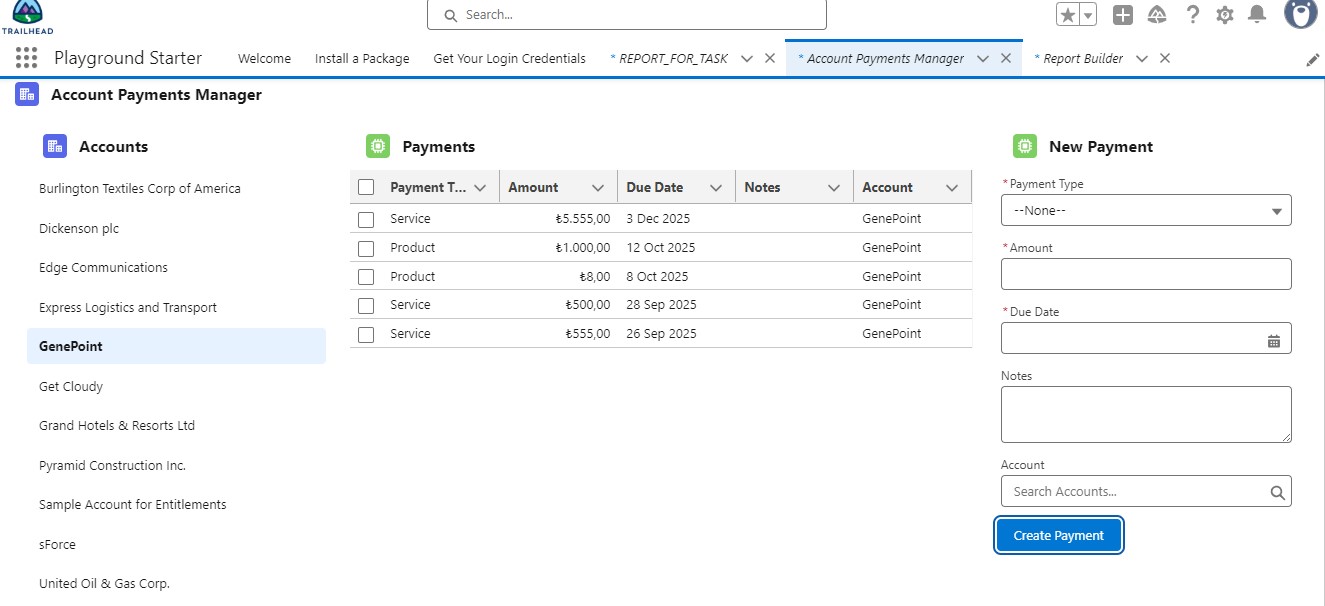 TRAILHEAD
Search...
Playground Starter
Welcome
Install a Package
Get Your Login Credentials
* REPORT_FOR_TASK
* Account Payments Manager
* Report Builder
Account Payments Manager
Accounts
Burlington Textiles Corp of America
Dickenson plc
Edge Communications
Express Logistics and Transport
GenePoint
Get Cloudy
Grand Hotels & Resorts Ltd
Pyramid Construction Inc.
Sample Account for Entitlements
sForce
United Oil & Gas Corp.
Payments
Payment T... Amount Due Date Notes Account
Service ₺5.555,00 3 Dec 2025 GenePoint
Product ₺1.000,00 12 Oct 2025 GenePoint
Product ₺8,00 8 Oct 2025 GenePoint
Service ₺500,00 28 Sep 2025 GenePoint
Service ₺555,00 26 Sep 2025 GenePoint
New Payment
* Payment Type
--None--
* Amount
* Due Date
Notes
Account
Search Accounts...
Create Payment